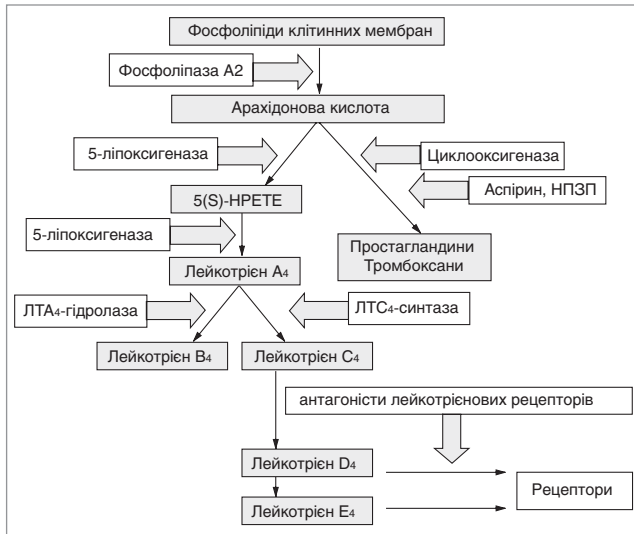 Фосфоліпіди клітинних мембран
Фосфоліпаза А2
Арахідонова кислота
5-ліпоксигеназа
Циклооксигеназа
Аспірин, НПЗП
5(S)-HPETE
5-ліпоксигеназа
Простагландини
Тромбоксани
Лейкотрієн А₄
ЛТА₄-гідролаза
ЛТС₄-синтаза
Лейкотрієн В₄
Лейкотрієн С₄
антагоністи лейкотрієнових рецепторів
Лейкотрієн D₄
Рецептори
Лейкотрієн Е₄